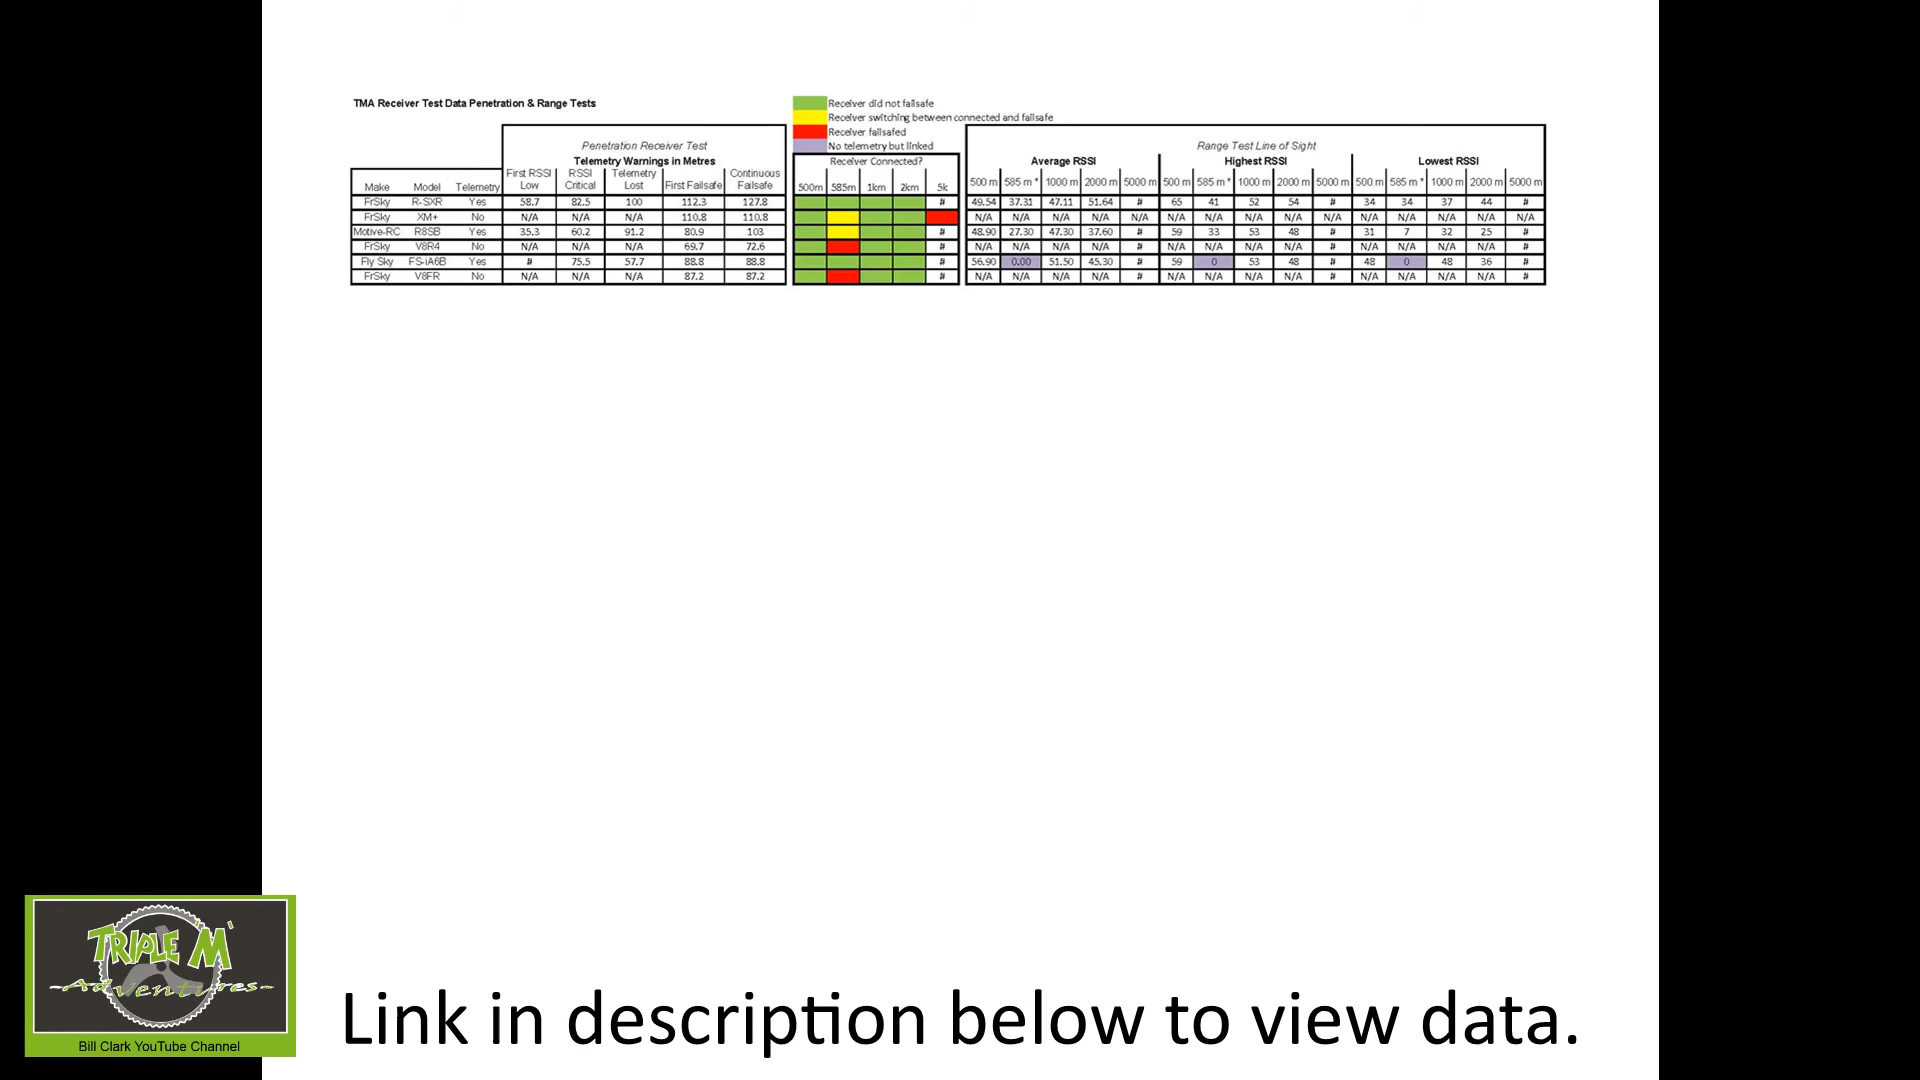 TMA Receiver Test Data Penetration & Range Tests
Receiver did not failsafe
Receiver switching between connected and failsafe
Receiver failsafed
No telemetry but linked
Penetration Receiver Test
Range Test Line of Sight
Telemetry Warnings in Metres Receiver Connected? Average RSSI Highest RSSI Lowest RSSI
Make Model Telemetry First RSSI Low RSSI Critical Telemetry Lost First Failsafe Continuous Failsafe 500m 585m 1km 2km 5k 500 m 585 m * 1000 m 2000 m 5000 m 500 m 585 m * 1000 m 2000 m 5000 m 500 m 585 m * 1000 m 2000 m 5000 m
FrSky R-SXR Yes 58.7 82.5 100 112.3 127.8 # 49.54 37.31 47.11 51.64 # 65 41 52 54 # 34 34 37 44 #
FrSky XM+ No N/A N/A N/A 110.8 110.8 N/A N/A N/A N/A N/A N/A N/A N/A N/A N/A N/A N/A N/A N/A N/A
Motive-RC R8SB Yes 35.3 60.2 91.2 80.9 103 # 48.90 27.30 47.30 37.60 # 59 33 53 48 # 31 7 32 25 #
FrSky V8R4 No N/A N/A N/A 69.7 72.6 # N/A N/A N/A N/A # N/A N/A N/A N/A # N/A N/A N/A N/A #
Fly Sky FS-iA6B Yes # 75.5 57.7 88.8 88.8 # 56.90 0.00 51.50 45.30 # 59 0 53 48 # 48 0 48 36 #
FrSky V8FR No N/A N/A N/A 87.2 87.2 # N/A N/A N/A N/A # N/A N/A N/A N/A # N/A N/A N/A N/A #
TRIPLE M
-Adventures-
Bill Clark YouTube Channel
Link in description below to view data.